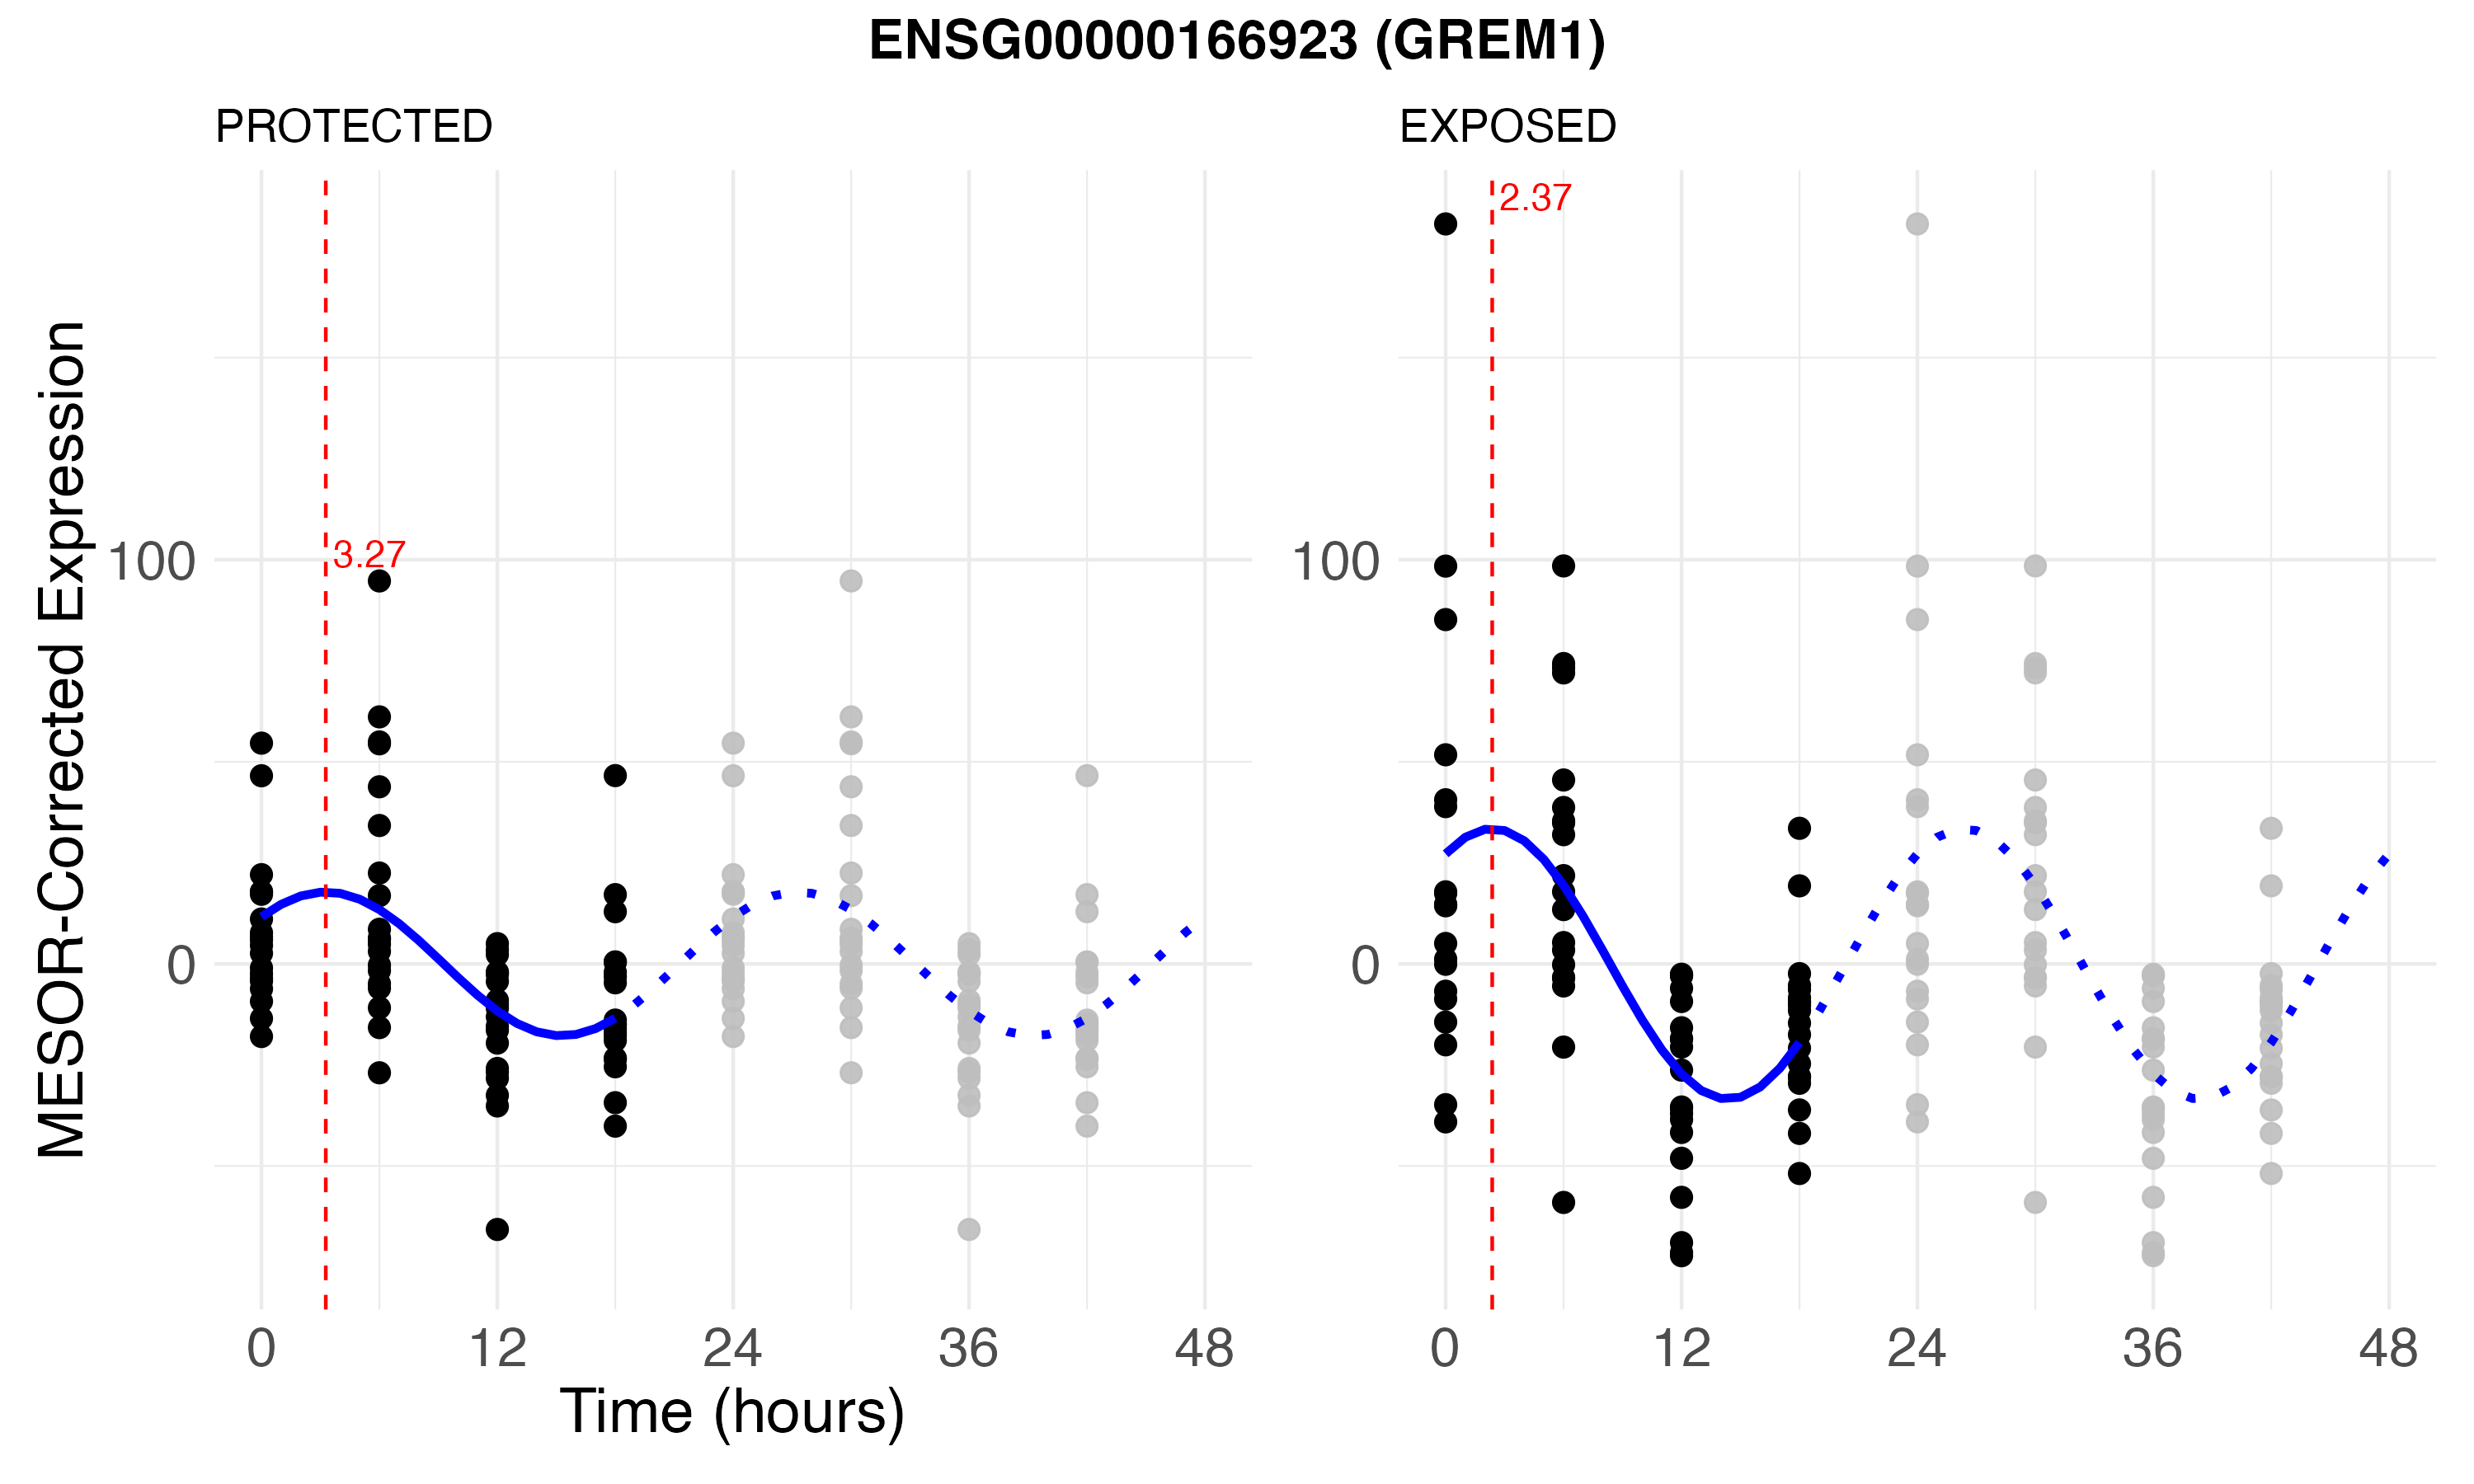 ENSG00000166923 (GREM1)
PROTECTED
EXPOSED
MESOR-Corrected Expression
3.27
2.37
100
0
100
0
0 12 24 36 48
0 12 24 36 48
Time (hours)